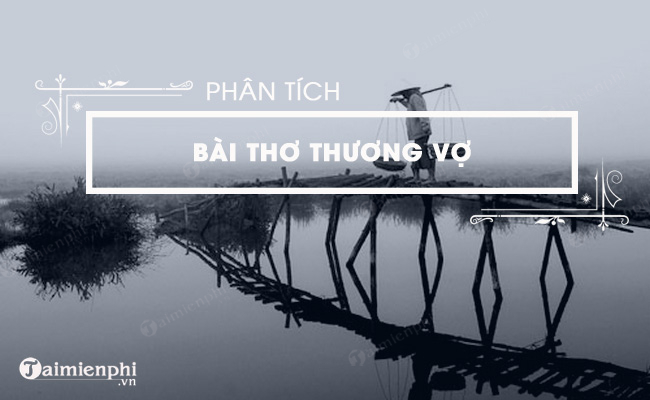 PHÂN TÍCH
BÀI THƠ THƯƠNG VỢ
Taimienphi
.vn